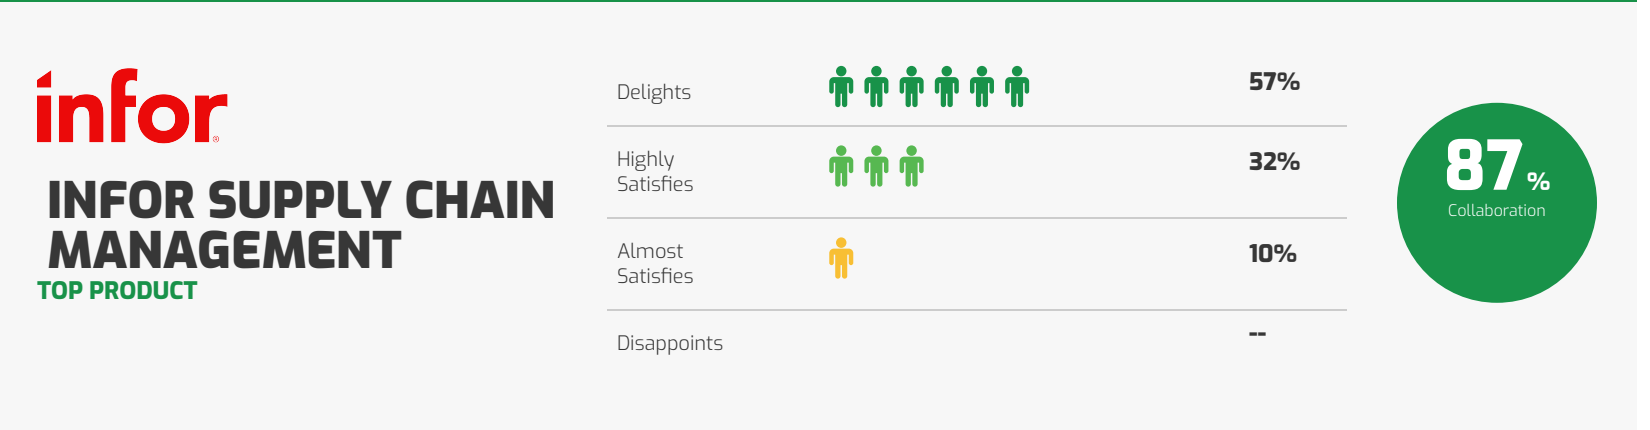 infor®
INFOR SUPPLY CHAIN
MANAGEMENT
TOP PRODUCT
Delights
57%
Highly
Satisfies
32%
Almost
Satisfies
10%
Disappoints
--
87%
Collaboration